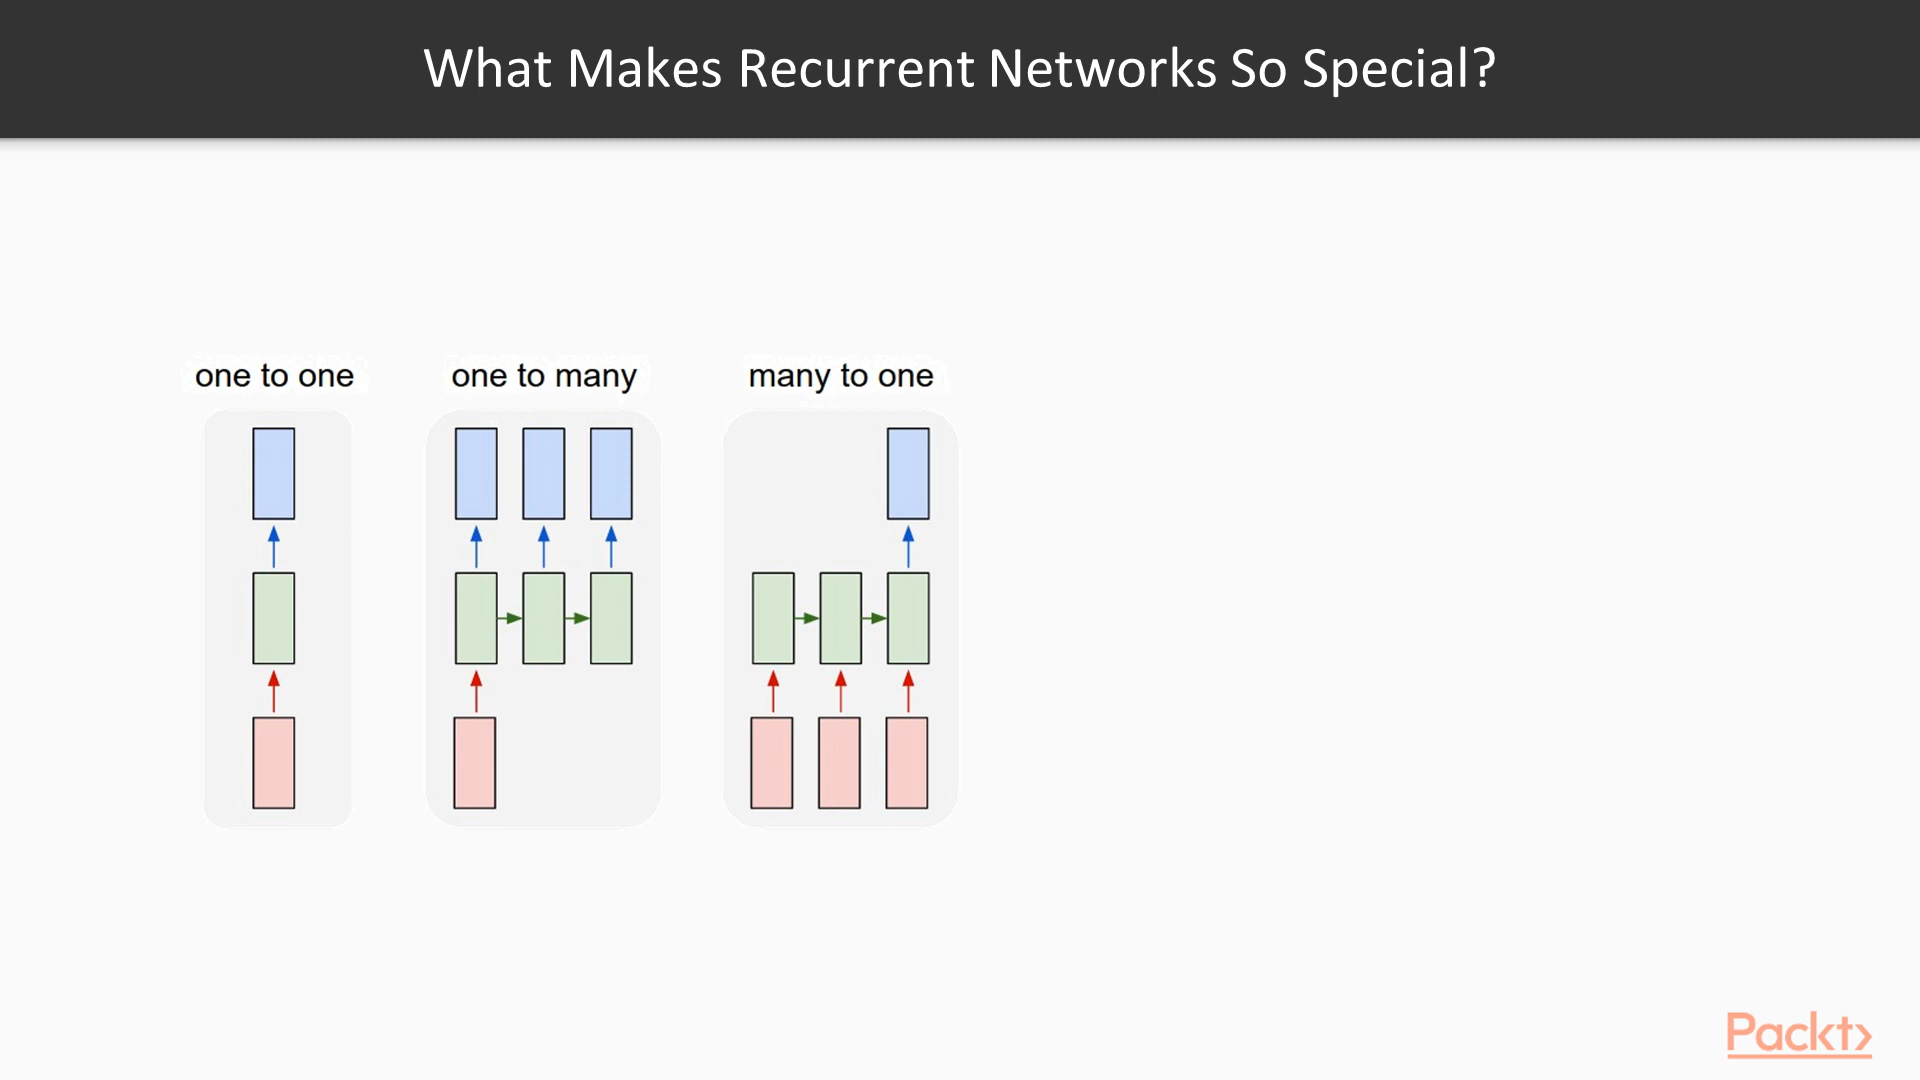 What Makes Recurrent Networks So Special?
one to one
one to many
many to one
Packt>